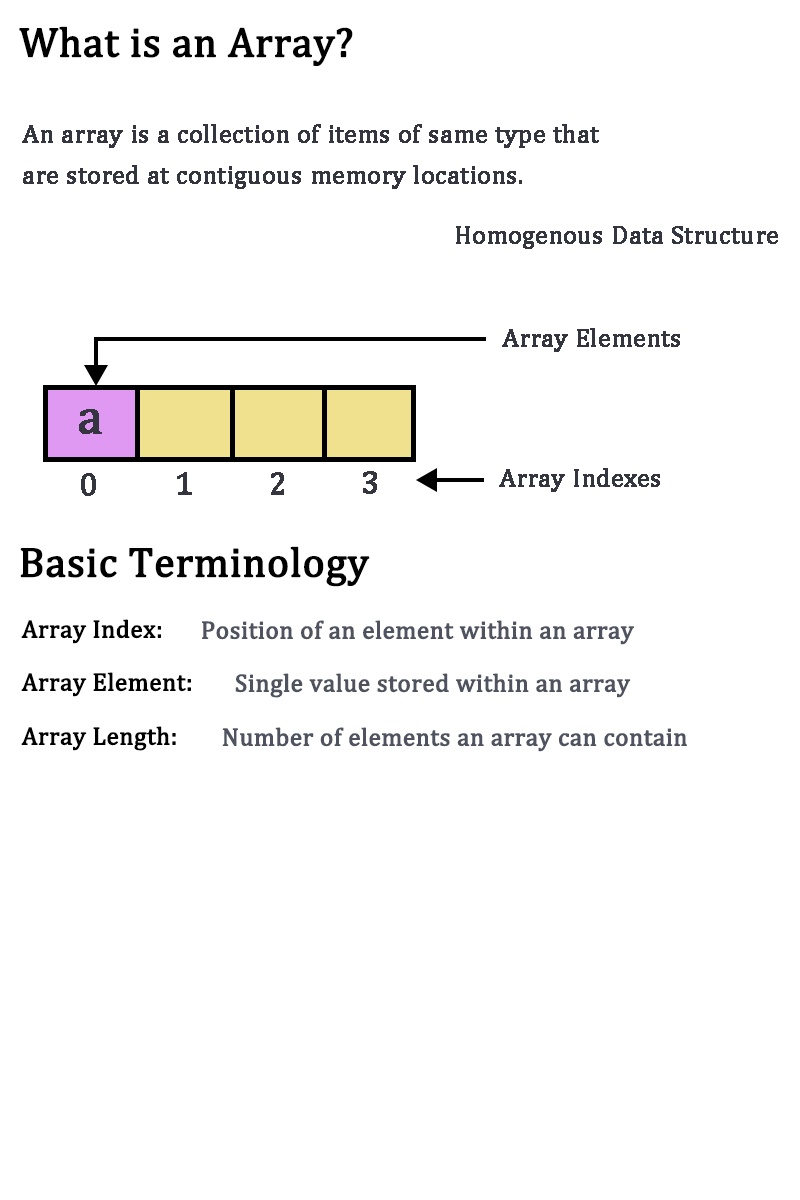 What is an Array?
An array is a collection of items of same type that
are stored at contiguous memory locations.
Homogenous Data Structure
Array Elements
a
0 1 2 3
Array Indexes
Basic Terminology
Array Index: Position of an element within an array
Array Element: Single value stored within an array
Array Length: Number of elements an array can contain